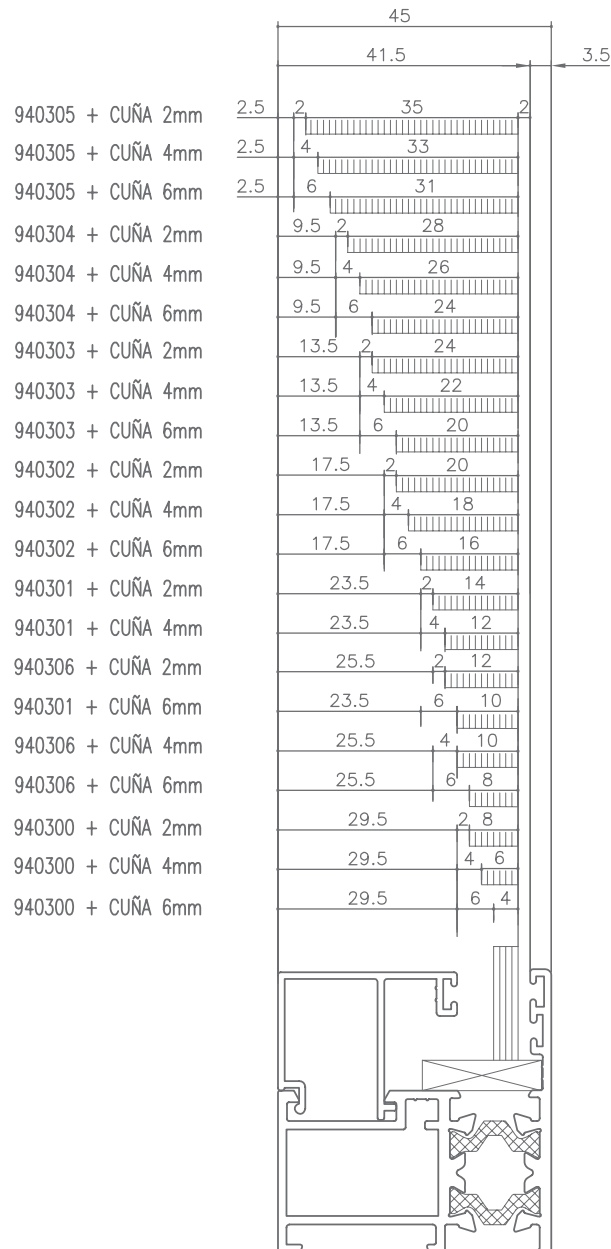 45
41.5 3.5
940305 + CUÑA 2mm 2.5 2 35 2
940305 + CUÑA 4mm 2.5 4 33
940305 + CUÑA 6mm 2.5 6 31
940304 + CUÑA 2mm 9.5 2 28
940304 + CUÑA 4mm 9.5 4 26
940304 + CUÑA 6mm 9.5 6 24
940303 + CUÑA 2mm 13.5 2 24
940303 + CUÑA 4mm 13.5 4 22
940303 + CUÑA 6mm 13.5 6 20
940302 + CUÑA 2mm 17.5 2 20
940302 + CUÑA 4mm 17.5 4 18
940302 + CUÑA 6mm 17.5 6 16
940301 + CUÑA 2mm 23.5 2 14
940301 + CUÑA 4mm 23.5 4 12
940306 + CUÑA 2mm 25.5 2 12
940301 + CUÑA 6mm 23.5 6 10
940306 + CUÑA 4mm 25.5 4 10
940306 + CUÑA 6mm 25.5 6 8
940300 + CUÑA 2mm 29.5 2 8
940300 + CUÑA 4mm 29.5 4 6
940300 + CUÑA 6mm 29.5 6 4